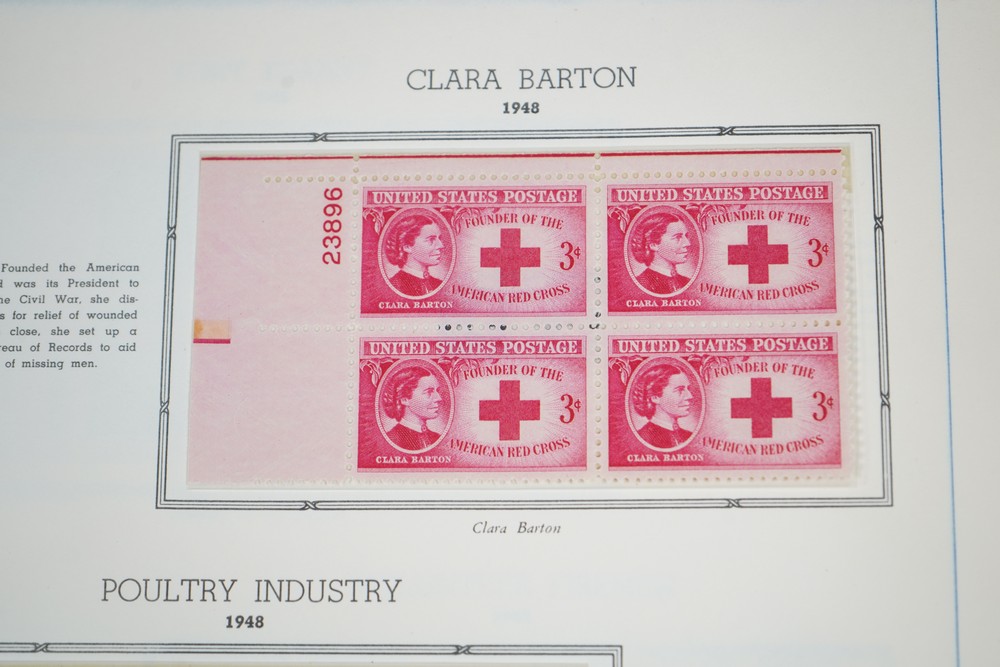 CLARA BARTON
1948
Founded the American
was its President to
Civil War, she dis-
for relief of wounded
close, she set up a
of Records to aid
of missing men.
23896
UNITED STATES POSTAGE
FOUNDER OF THE
3¢
AMERICAN RED CROSS
CLARA BARTON
UNITED STATES POSTAGE
FOUNDER OF THE
3¢
AMERICAN RED CROSS
CLARA BARTON
UNITED STATES POSTAGE
FOUNDER OF THE
3¢
AMERICAN RED CROSS
CLARA BARTON
UNITED STATES POSTAGE
FOUNDER OF THE
3¢
AMERICAN RED CROSS
CLARA BARTON
Clara Barton
POULTRY INDUSTRY
1948